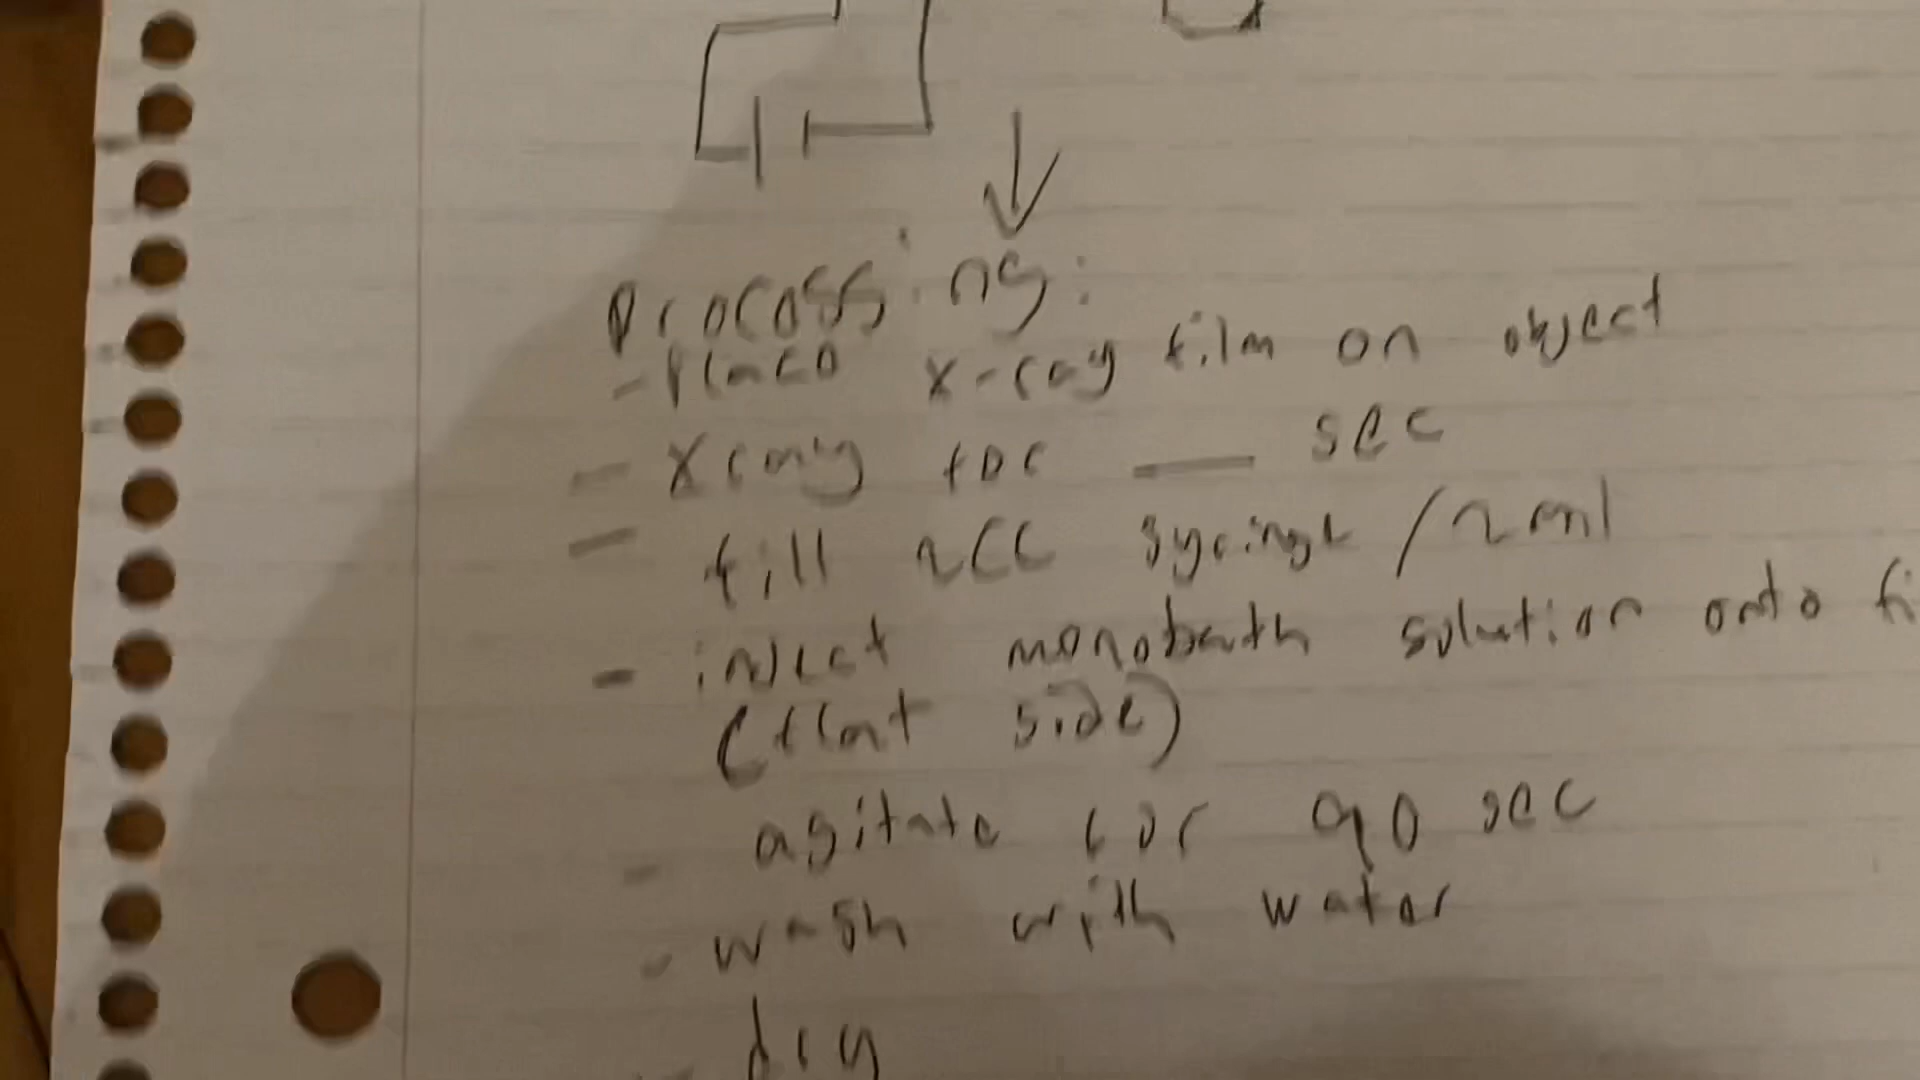 Processing:
- Place x-ray film on object
- Xray for ___ sec
- fill 2CC syringe / 2ml
- inject monobath solution onto fi
(flat side)
- agitate for 90 sec
- wash with water
- dry